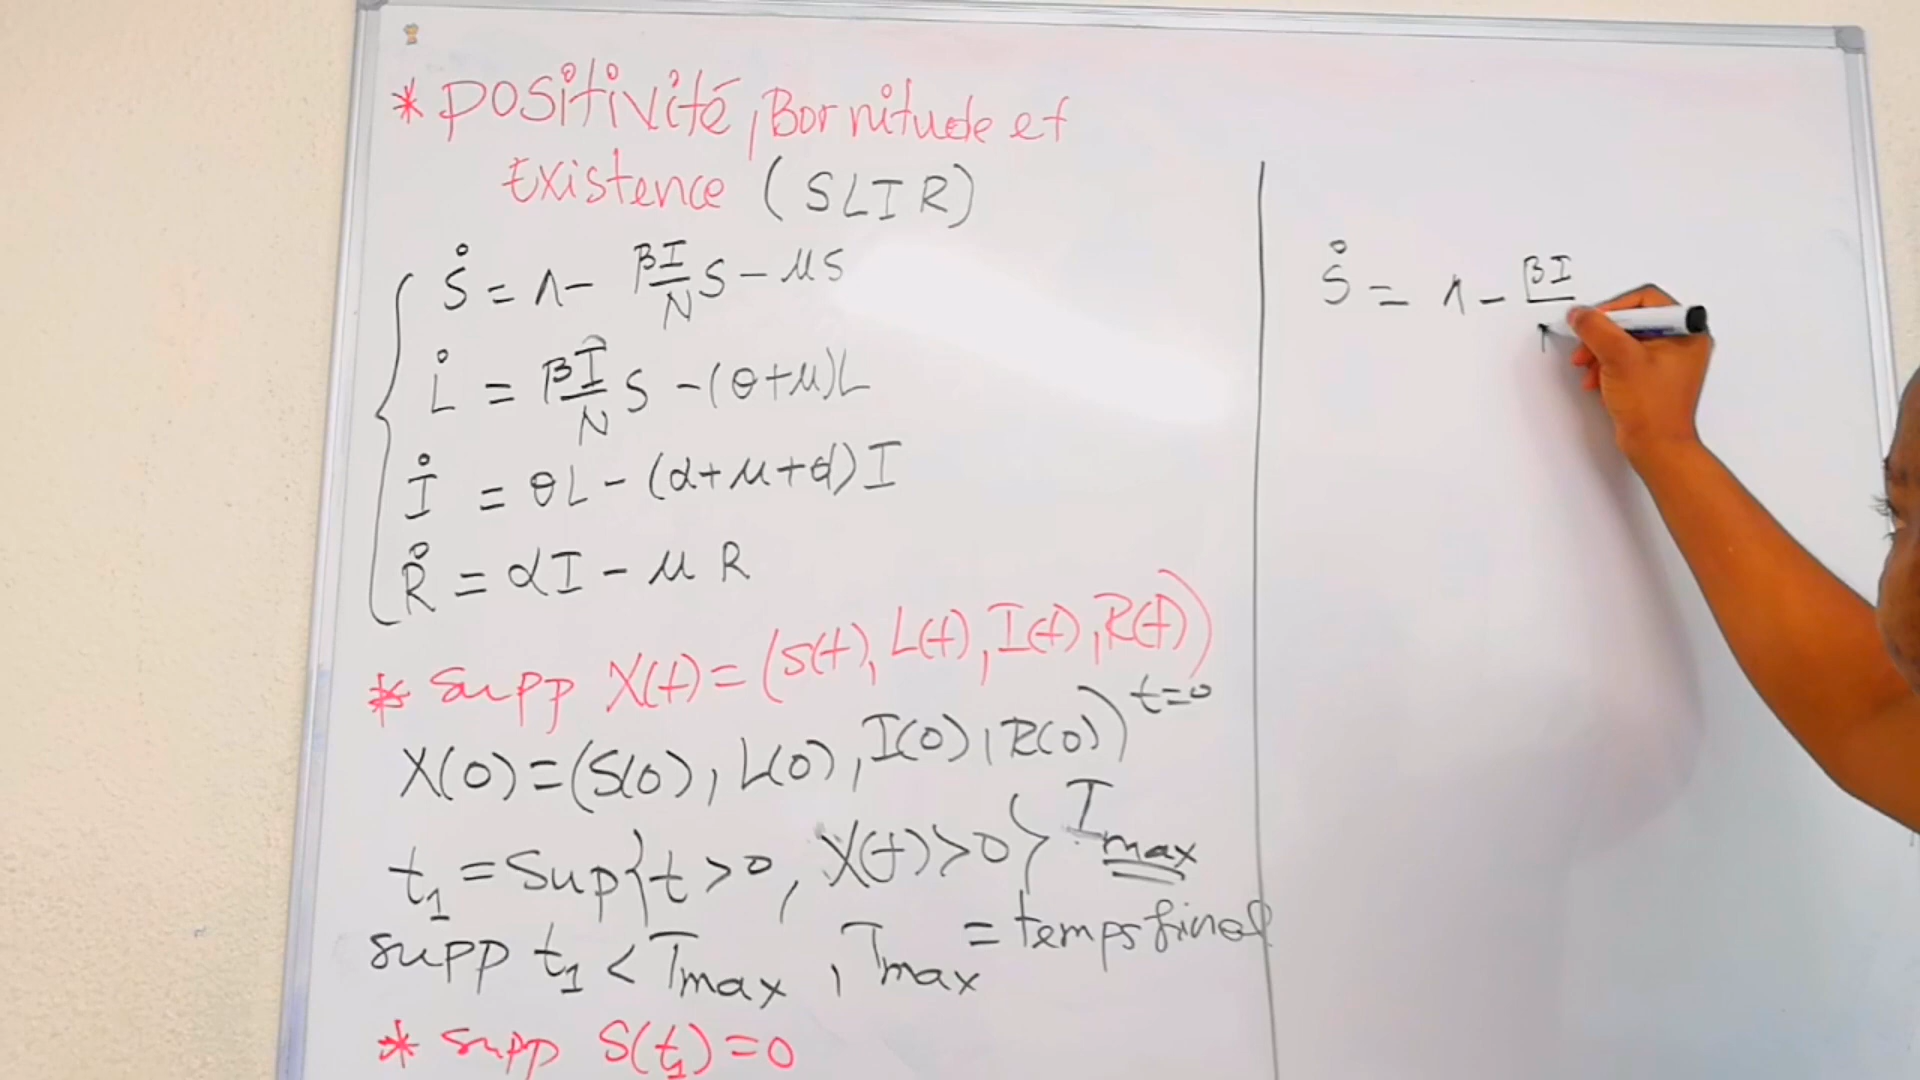 * Positivité, Bornitude et
Existence (SLIR)
Ṡ = Λ - βI/N S - μS
L̇ = βI/N S - (θ+μ)L
İ = θL - (α+μ+d)I
Ṙ = αI - μR
* Supp X(t) = (S(t), L(t), I(t), R(t))
X(0) = (S(0), L(0), I(0), R(0)) t=0
t₁ = Sup{t>0, X(t)>0} Tmax
supp t₁ < Tmax, Tmax = temps final
* supp S(t₁)=0
Ṡ = Λ - βI